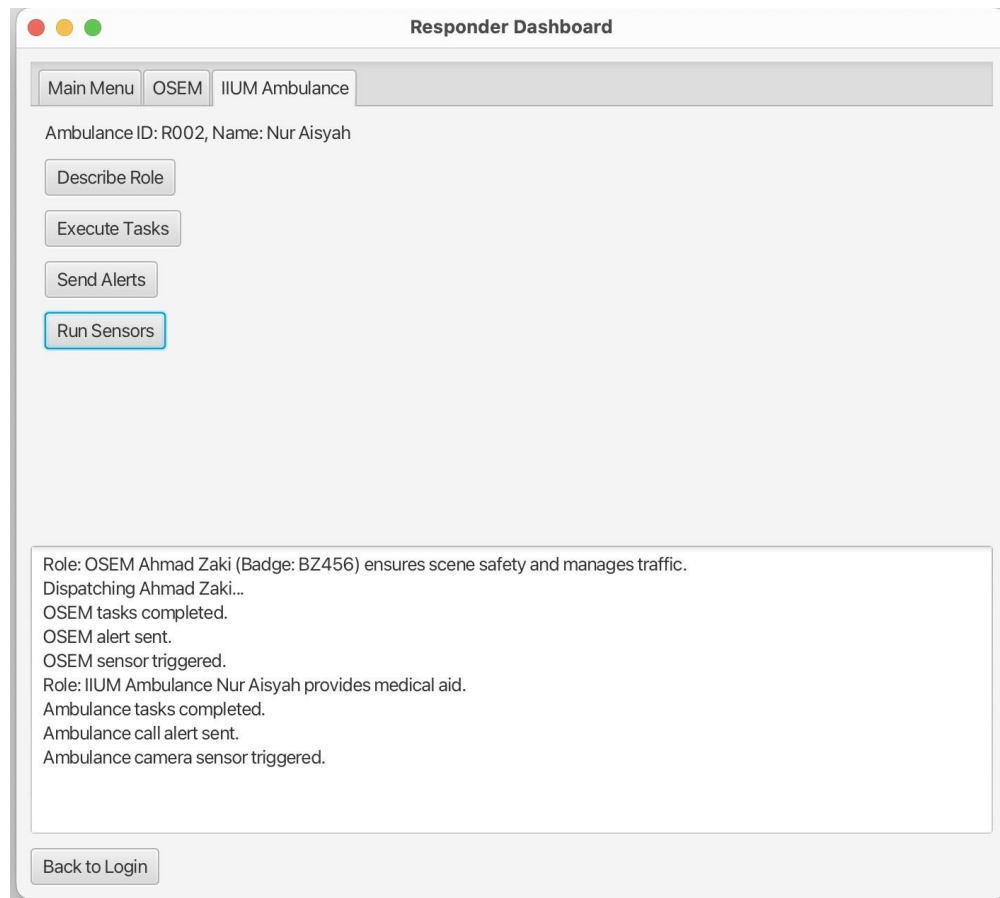 Responder Dashboard
Main Menu OSEM IIUM Ambulance
Ambulance ID: R002, Name: Nur Aisyah
Describe Role
Execute Tasks
Send Alerts
Run Sensors
Role: OSEM Ahmad Zaki (Badge: BZ456) ensures scene safety and manages traffic.
Dispatching Ahmad Zaki...
OSEM tasks completed.
OSEM alert sent.
OSEM sensor triggered.
Role: IIUM Ambulance Nur Aisyah provides medical aid.
Ambulance tasks completed.
Ambulance call alert sent.
Ambulance camera sensor triggered.
Back to Login